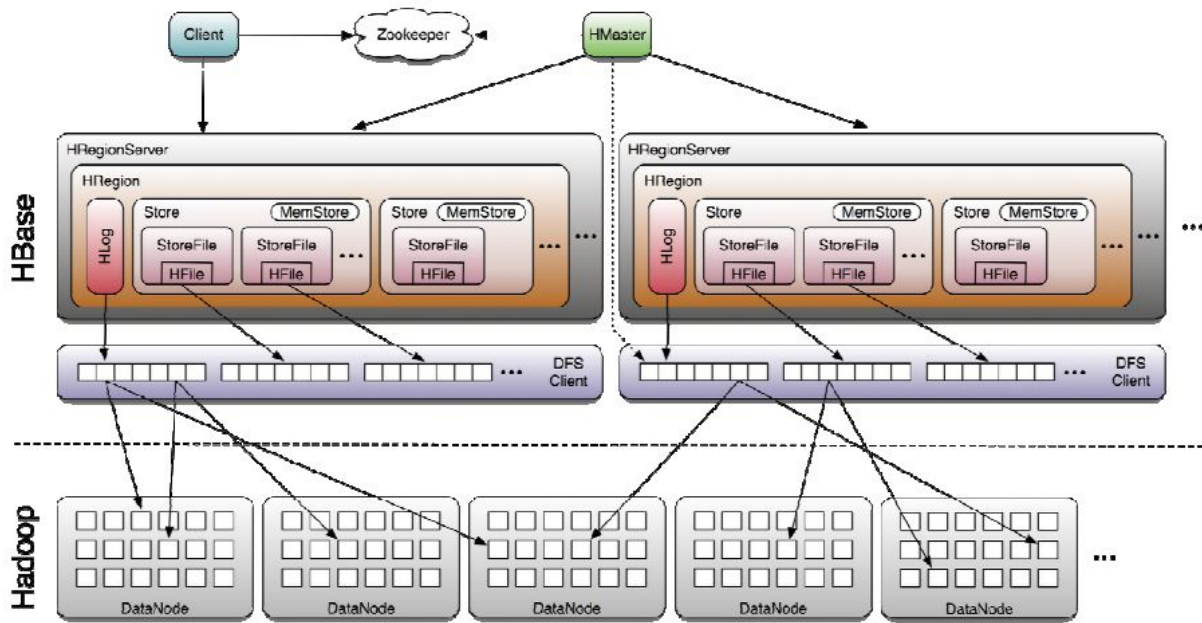 Client
Zookeeper
HMaster
HBase
HRegionServer
HRegion
HLog
Store
MemStore
StoreFile
HFile
StoreFile
HFile
...
Store
MemStore
StoreFile
HFile
...
...
HRegionServer
HRegion
HLog
Store
MemStore
StoreFile
HFile
StoreFile
HFile
...
Store
MemStore
StoreFile
HFile
...
...
...
...
DFS
Client
...
DFS
Client
Hadoop
DataNode
DataNode
DataNode
DataNode
DataNode
...